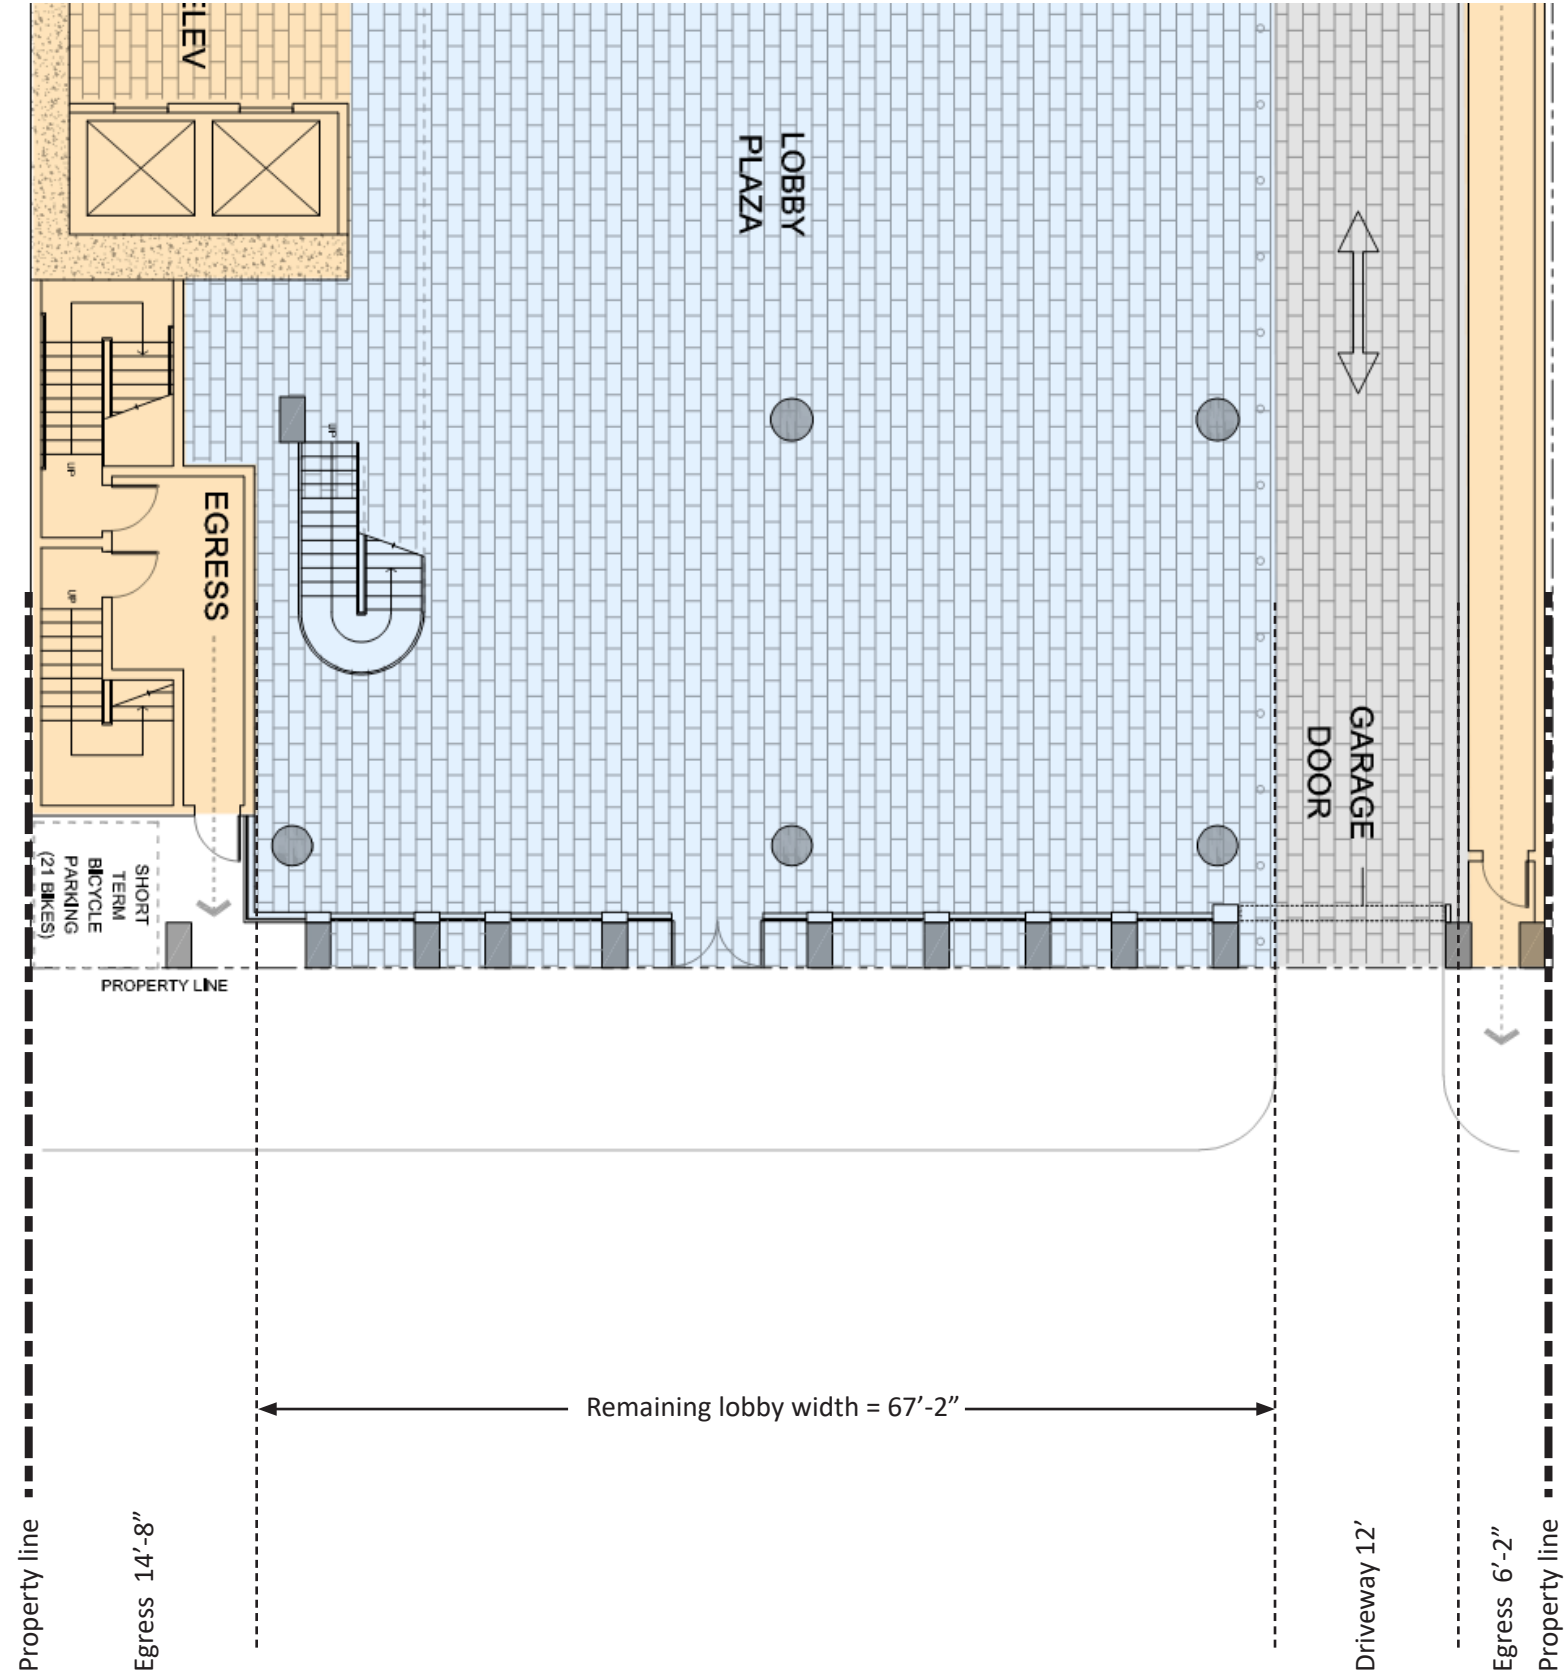 ELEV
LOBBY
PLAZA
UP
UP
EGRESS
UP
GARAGE
DOOR
SHORT
TERM
BICYCLE
PARKING
(21 BIKES)
PROPERTY LINE
Remaining lobby width = 67’-2”
Property line
Egress 14’-8”
Driveway 12’
Egress 6’-2”
Property line